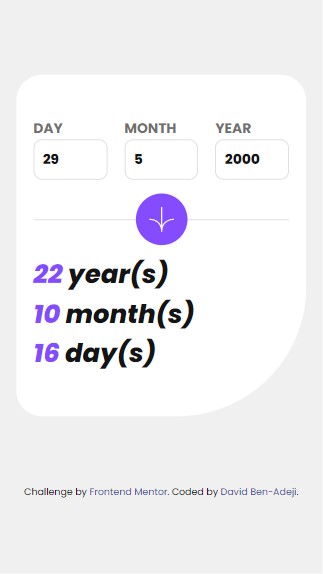 DAY MONTH YEAR
29 5 2000
22 year(s)
10 month(s)
16 day(s)
Challenge by Frontend Mentor. Coded by David Ben-Adeji.